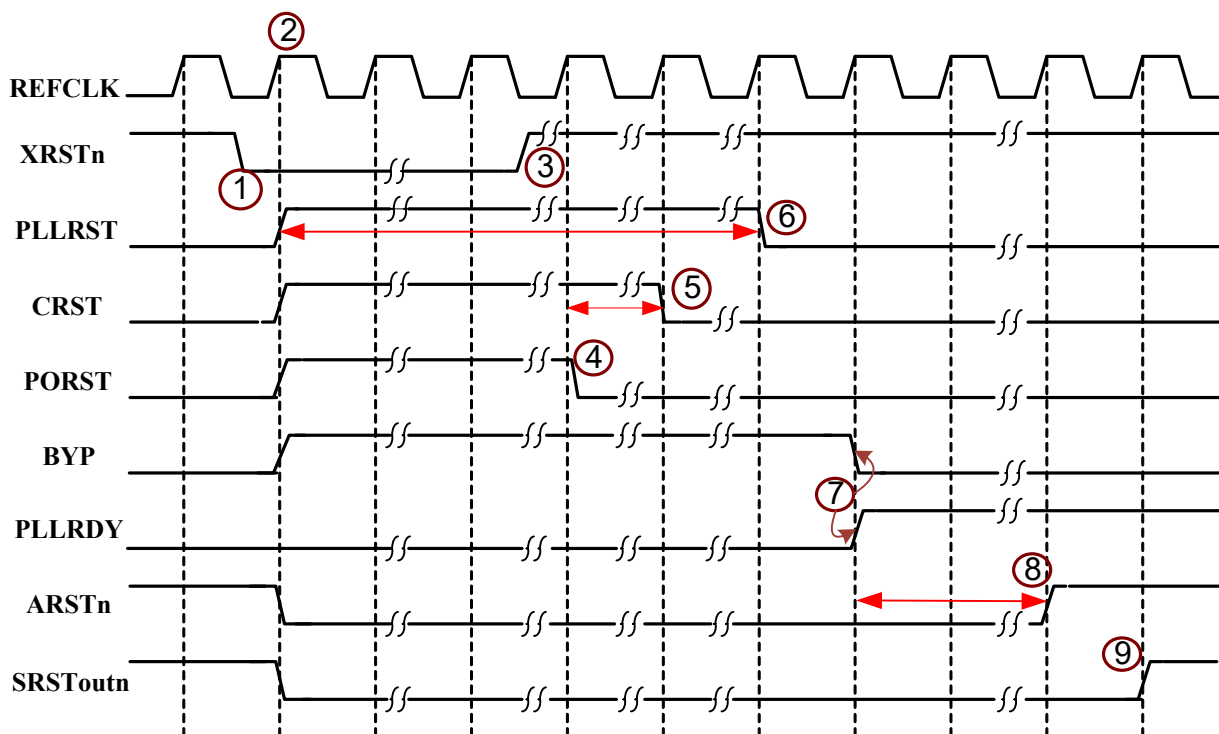 ②
REFCLK
XRSTn
①
③
PLLRST
⑥
CRST
⑤
PORST
④
BYP
⑦
PLLRDY
ARSTn
⑧
SRSToutn
⑨